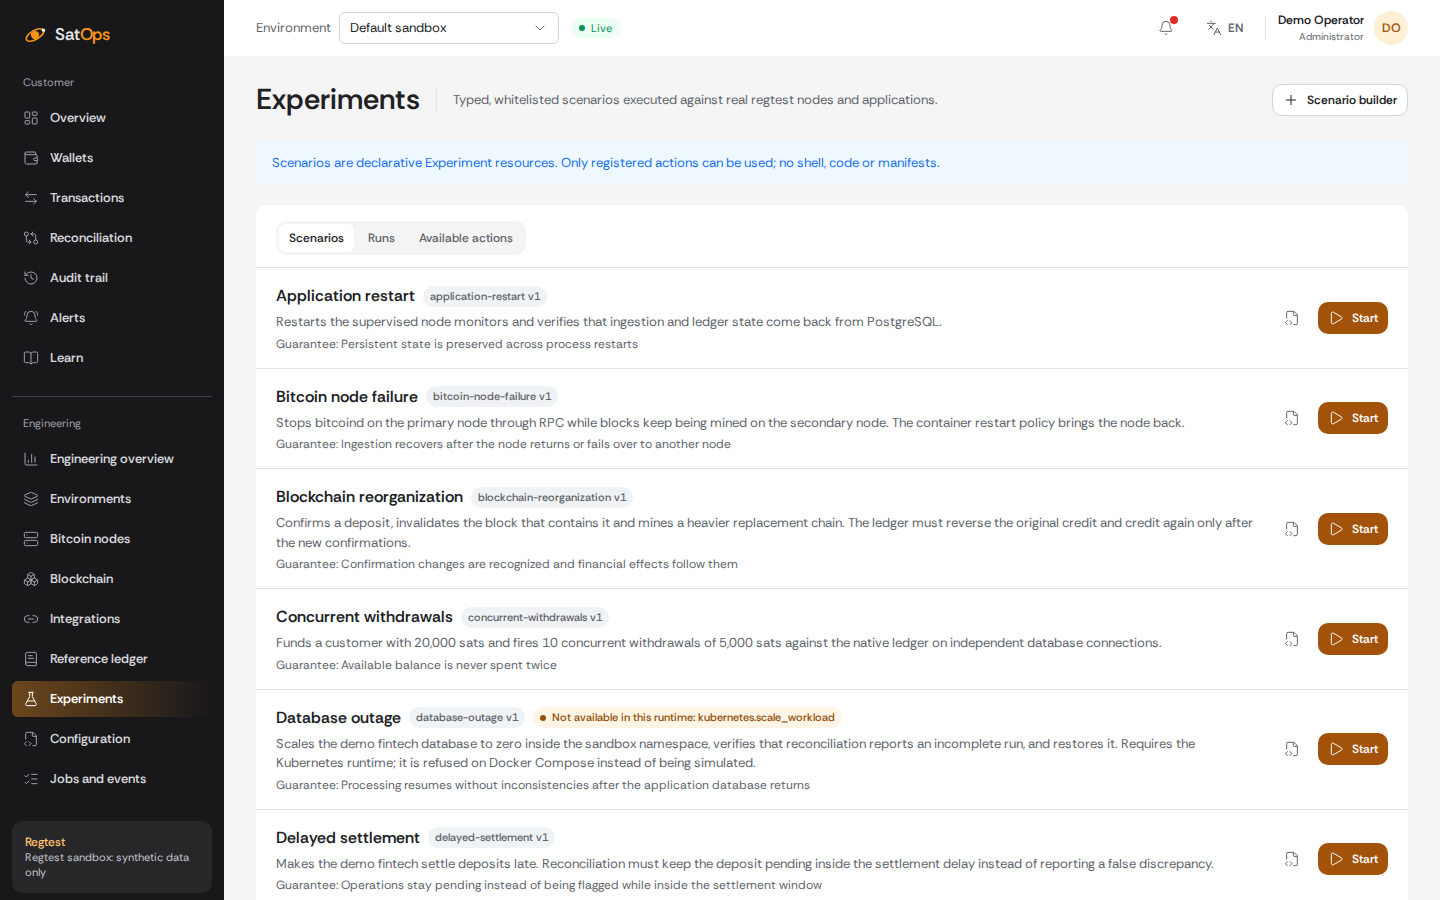 SatOps
Customer
Overview
Wallets
Transactions
Reconciliation
Audit trail
Alerts
Learn
Engineering
Engineering overview
Environments
Bitcoin nodes
Blockchain
Integrations
Reference ledger
Experiments
Configuration
Jobs and events
Regtest
Regtest sandbox: synthetic data
only
Environment
Default sandbox
Live
EN
Demo Operator
Administrator
DO
Experiments
Typed, whitelisted scenarios executed against real regtest nodes and applications.
Scenario builder
Scenarios are declarative Experiment resources. Only registered actions can be used; no shell, code or manifests.
Scenarios
Runs
Available actions
Application restart
application-restart v1
Restarts the supervised node monitors and verifies that ingestion and ledger state come back from PostgreSQL.
Guarantee: Persistent state is preserved across process restarts
Start
Bitcoin node failure
bitcoin-node-failure v1
Stops bitcoind on the primary node through RPC while blocks keep being mined on the secondary node. The container restart policy brings the node back.
Guarantee: Ingestion recovers after the node returns or fails over to another node
Start
Blockchain reorganization
blockchain-reorganization v1
Confirms a deposit, invalidates the block that contains it and mines a heavier replacement chain. The ledger must reverse the original credit and credit again only after
the new confirmations.
Guarantee: Confirmation changes are recognized and financial effects follow them
Start
Concurrent withdrawals
concurrent-withdrawals v1
Funds a customer with 20,000 sats and fires 10 concurrent withdrawals of 5,000 sats against the native ledger on independent database connections.
Guarantee: Available balance is never spent twice
Start
Database outage
database-outage v1
Not available in this runtime: kubernetes.scale_workload
Scales the demo fintech database to zero inside the sandbox namespace, verifies that reconciliation reports an incomplete run, and restores it. Requires the
Kubernetes runtime; it is refused on Docker Compose instead of being simulated.
Guarantee: Processing resumes without inconsistencies after the application database returns
Start
Delayed settlement
delayed-settlement v1
Makes the demo fintech settle deposits late. Reconciliation must keep the deposit pending inside the settlement delay instead of reporting a false discrepancy.
Guarantee: Operations stay pending instead of being flagged while inside the settlement window
Start